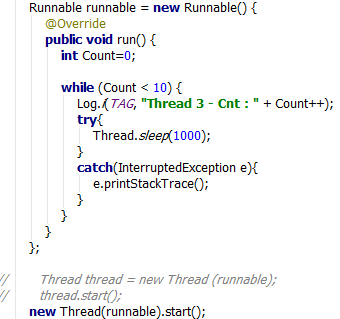 Runnable runnable = new Runnable() {
@Override
public void run() {
int Count=0;
while (Count < 10) {
Log.i(TAG, "Thread 3 - Cnt : " + Count++);
try{
Thread.sleep(1000);
}
catch(InterruptedException e){
e.printStackTrace();
}
}
}
};
// Thread thread = new Thread (runnable);
// thread.start();
new Thread(runnable).start();